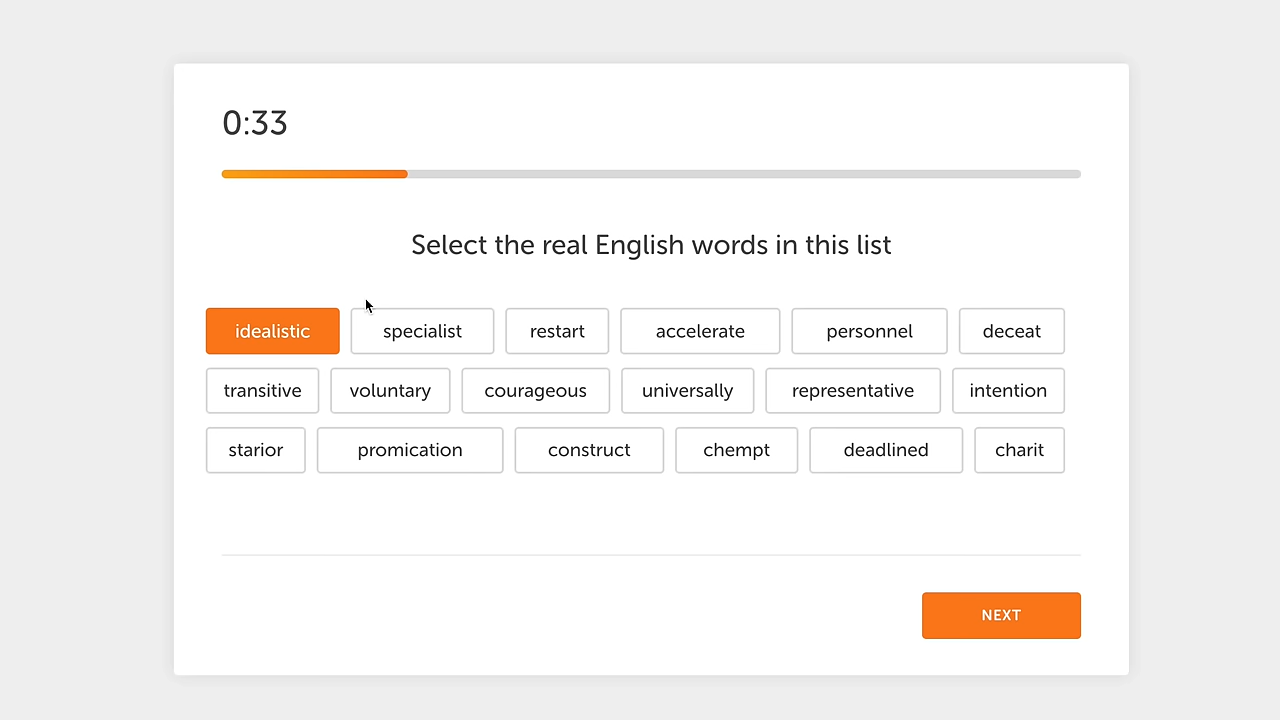 0:33
Select the real English words in this list
idealistic specialist restart accelerate personnel deceat
transitive voluntary courageous universally representative intention
starior promication construct chempt deadlined charit
NEXT